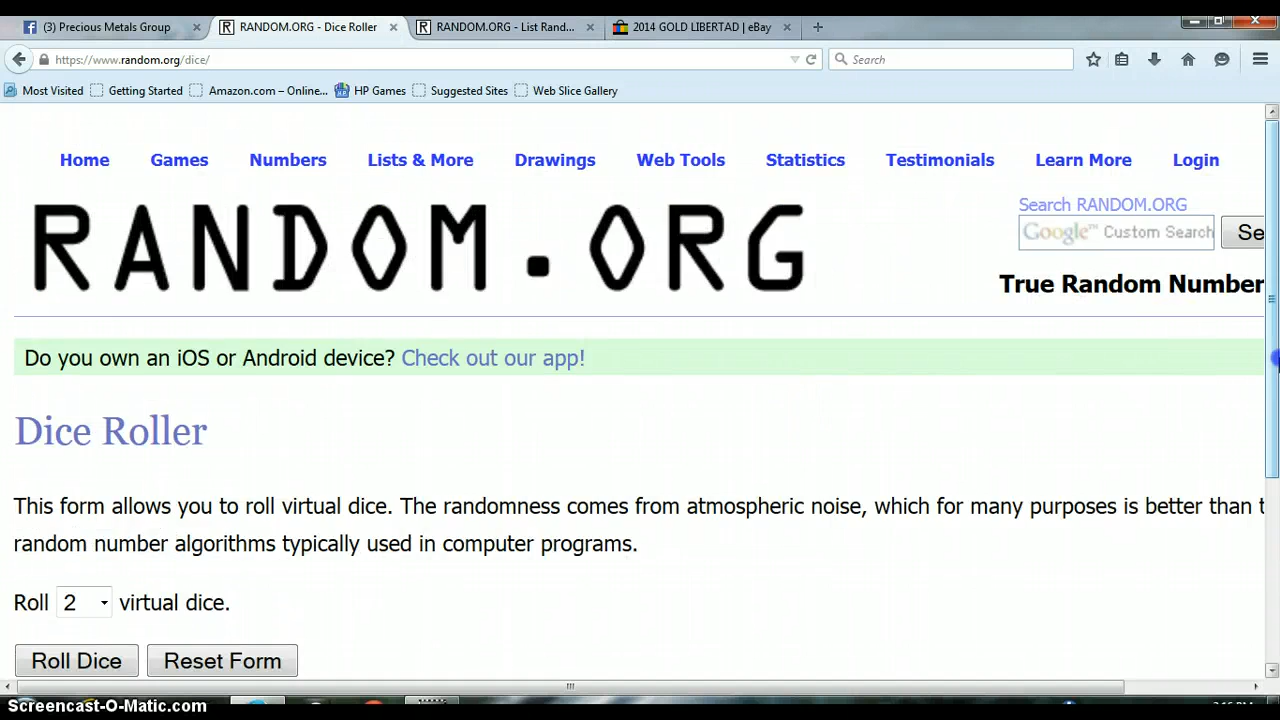 (3) Precious Metals Group
RANDOM.ORG - Dice Roller
RANDOM.ORG - List Rand...
2014 GOLD LIBERTAD | eBay
https://www.random.org/dice/
Search
Most Visited
Getting Started
Amazon.com – Online...
HP Games
Suggested Sites
Web Slice Gallery
Home
Games
Numbers
Lists & More
Drawings
Web Tools
Statistics
Testimonials
Learn More
Login
RANDOM.ORG
Search RANDOM.ORG
Google™ Custom Search
Se
True Random Number
Do you own an iOS or Android device? Check out our app!
Dice Roller
This form allows you to roll virtual dice. The randomness comes from atmospheric noise, which for many purposes is better than t
random number algorithms typically used in computer programs.
Roll 2 virtual dice.
Roll Dice
Reset Form
Screencast-O-Matic.com